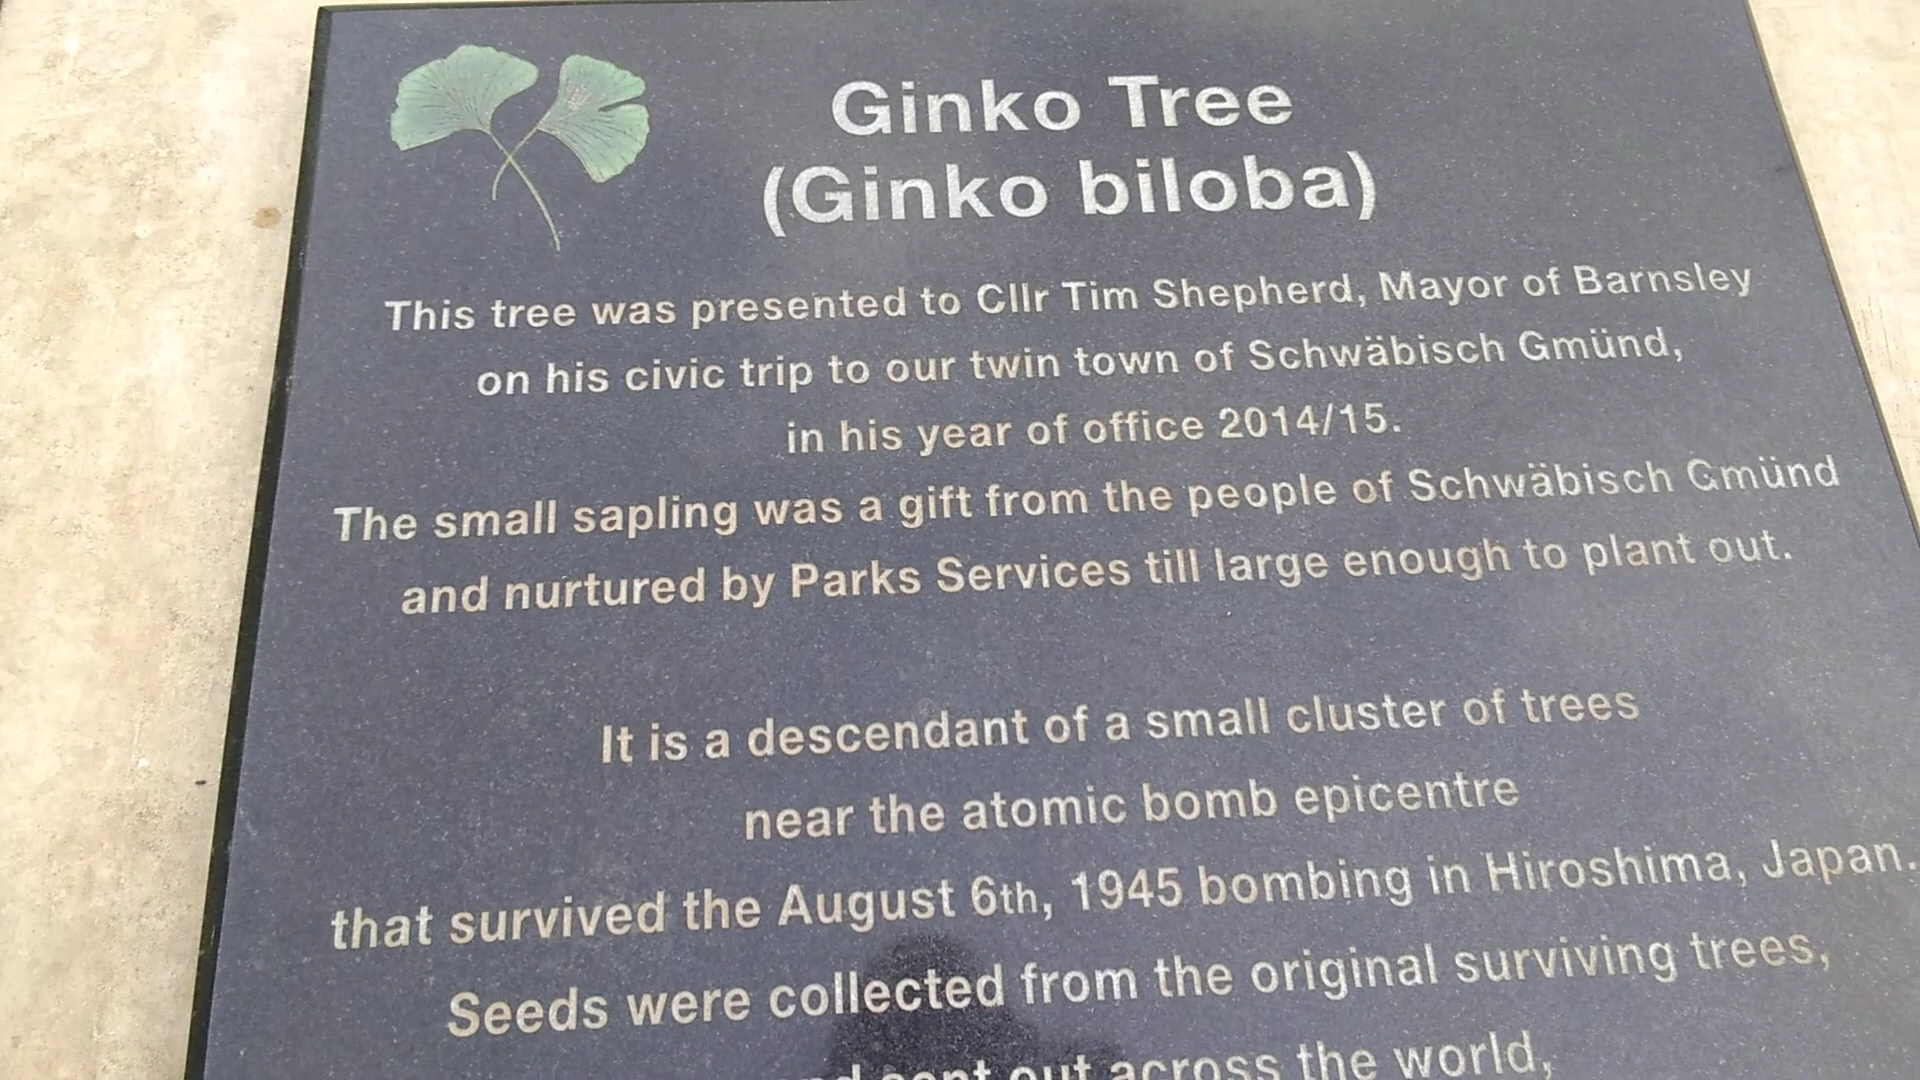 Ginko Tree
(Ginko biloba)
This tree was presented to Cllr Tim Shepherd, Mayor of Barnsley
on his civic trip to our twin town of Schwäbisch Gmünd,
in his year of office 2014/15.
The small sapling was a gift from the people of Schwäbisch Gmünd
and nurtured by Parks Services till large enough to plant out.
It is a descendant of a small cluster of trees
near the atomic bomb epicentre
that survived the August 6th, 1945 bombing in Hiroshima, Japan.
Seeds were collected from the original surviving trees,
and sent out across the world,